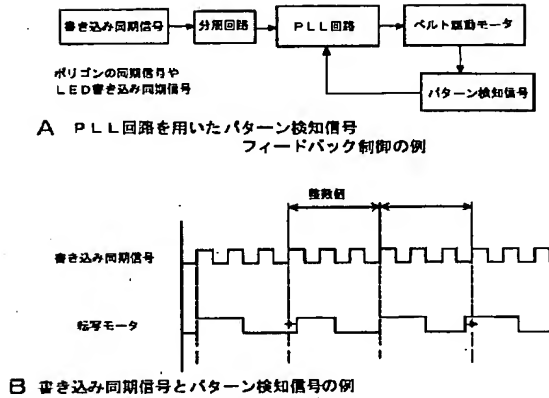 書き込み同期信号
分周回路
PLL回路
ベルト駆動モータ
ポリゴンの同期信号や
LED書き込み同期信号
パターン検知信号
A PLL回路を用いたパターン検知信号
フィードバック制御の例
整数値
書き込み同期信号
転写モータ
B 書き込み同期信号とパターン検知信号の例